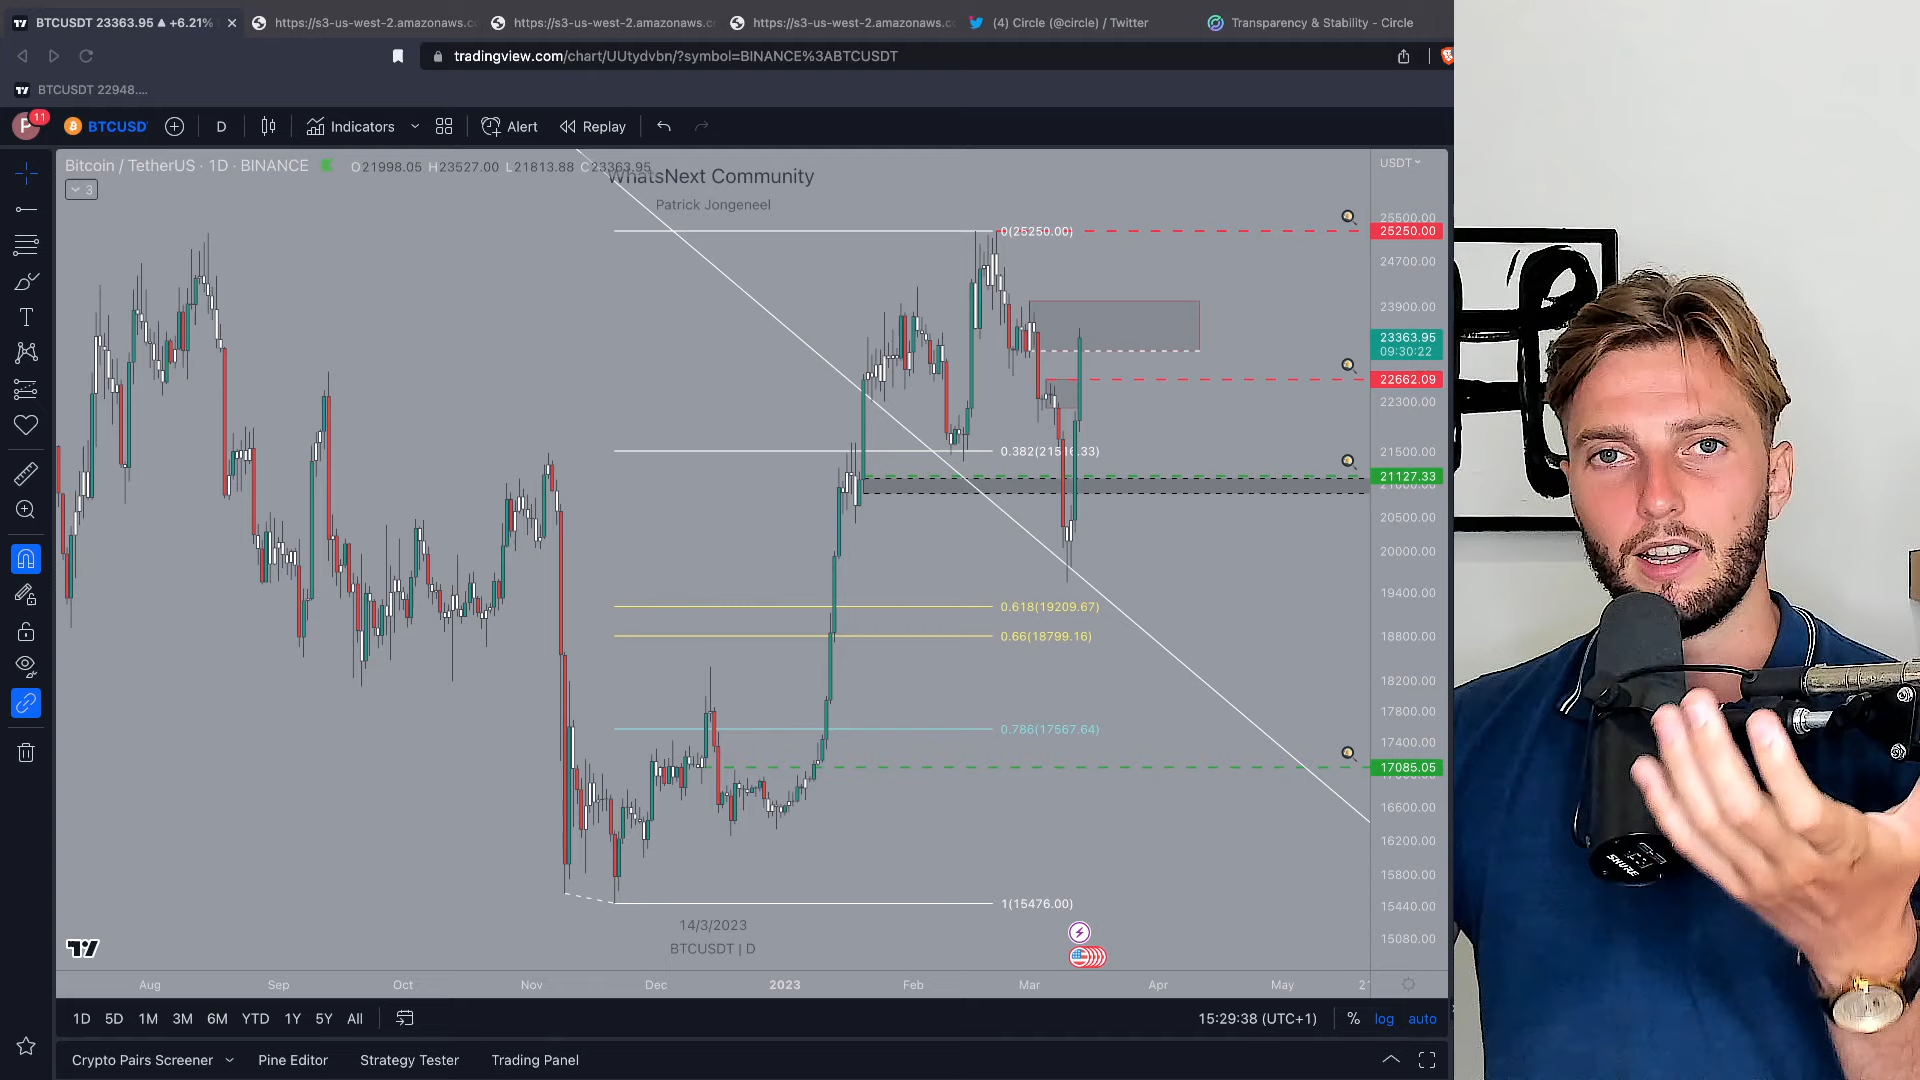 BTCUSDT 23363.95 ▲ +6.21%
https://s3-us-west-2.amazonaws.c
https://s3-us-west-2.amazonaws.c
https://s3-us-west-2.amazonaws.c
(4) Circle (@circle) / Twitter
Transparency & Stability - Circle
tradingview.com/chart/UUtydvbn/?symbol=BINANCE%3ABTCUSDT
BTCUSDT 22948....
P
11
BTCUSD
D
Indicators
Alert
Replay
Bitcoin / TetherUS · 1D · BINANCE
O21998.05 H23527.00 L21813.88 C23363.95
3
WhatsNext Community
Patrick Jongeneel
USDT
25500.00
25250.00
24700.00
23900.00
23363.95
09:30:22
22662.09
22300.00
21500.00
21127.33
20500.00
20000.00
19400.00
18800.00
18200.00
17800.00
17400.00
17085.05
16600.00
16200.00
15800.00
15440.00
15080.00
0(25250.00)
0.382(21516.33)
0.618(19209.67)
0.66(18799.16)
0.786(17567.64)
1(15476.00)
14/3/2023
BTCUSDT | D
Aug
Sep
Oct
Nov
Dec
2023
Feb
Mar
Apr
May
1D 5D 1M 3M 6M YTD 1Y 5Y All
15:29:38 (UTC+1)
%
log
auto
Crypto Pairs Screener
Pine Editor
Strategy Tester
Trading Panel
SHURE